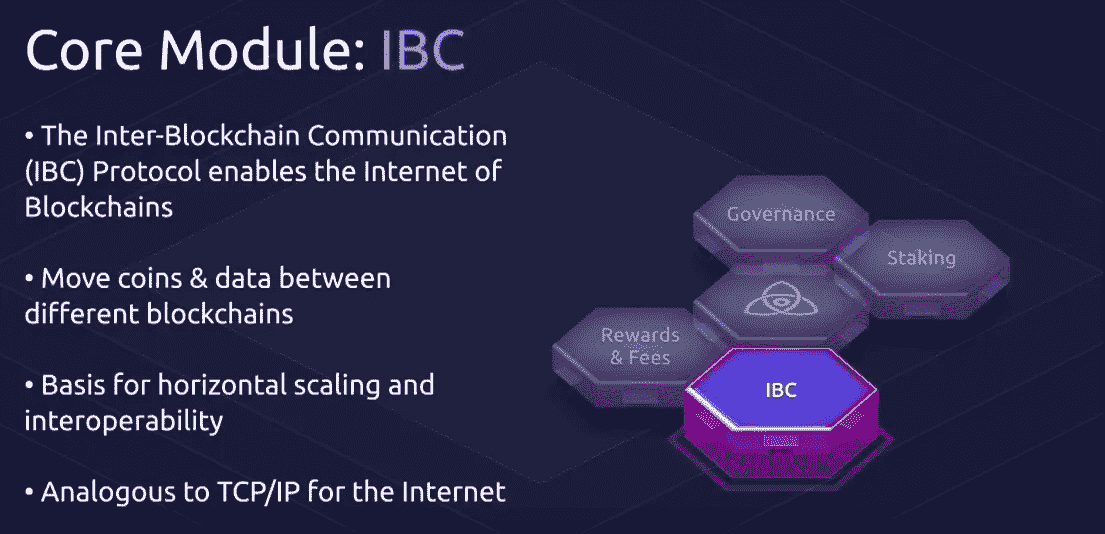 Core Module: IBC
• The Inter-Blockchain Communication
(IBC) Protocol enables the Internet of
Blockchains
• Move coins & data between
different blockchains
• Basis for horizontal scaling and
interoperability
• Analogous to TCP/IP for the Internet
Governance
Staking
Rewards
& Fees
IBC